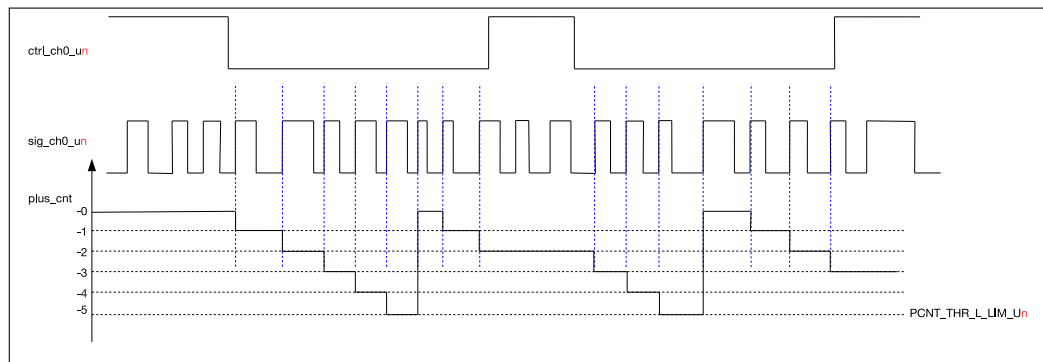 ctrl_ch0_un
sig_ch0_un
plus_cnt
-0
-1
-2
-3
-4
-5
PCNT_THR_L_LIM_Un